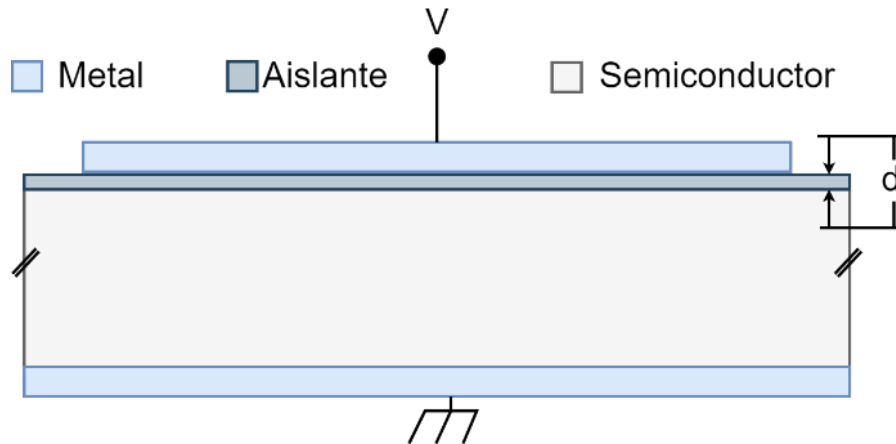 V
Metal
Aislante
Semiconductor
d